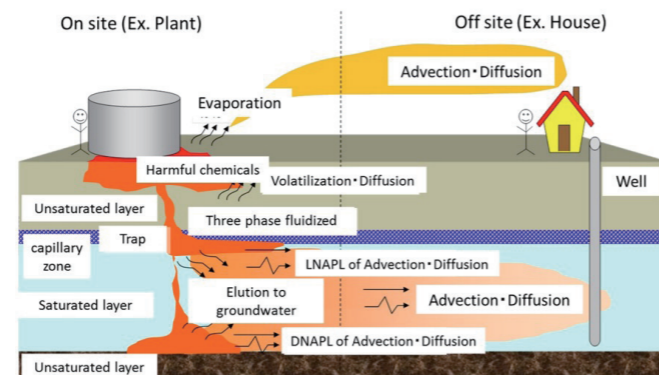 On site (Ex. Plant)
Off site (Ex. House)
Advection・Diffusion
Evaporation
Harmful chemicals
Volatilization・Diffusion
Well
Unsaturated layer
Three phase fluidized
Trap
capillary
zone
LNAPL of Advection・Diffusion
Elution to
groundwater
Advection・Diffusion
Saturated layer
DNAPL of Advection・Diffusion
Unsaturated layer